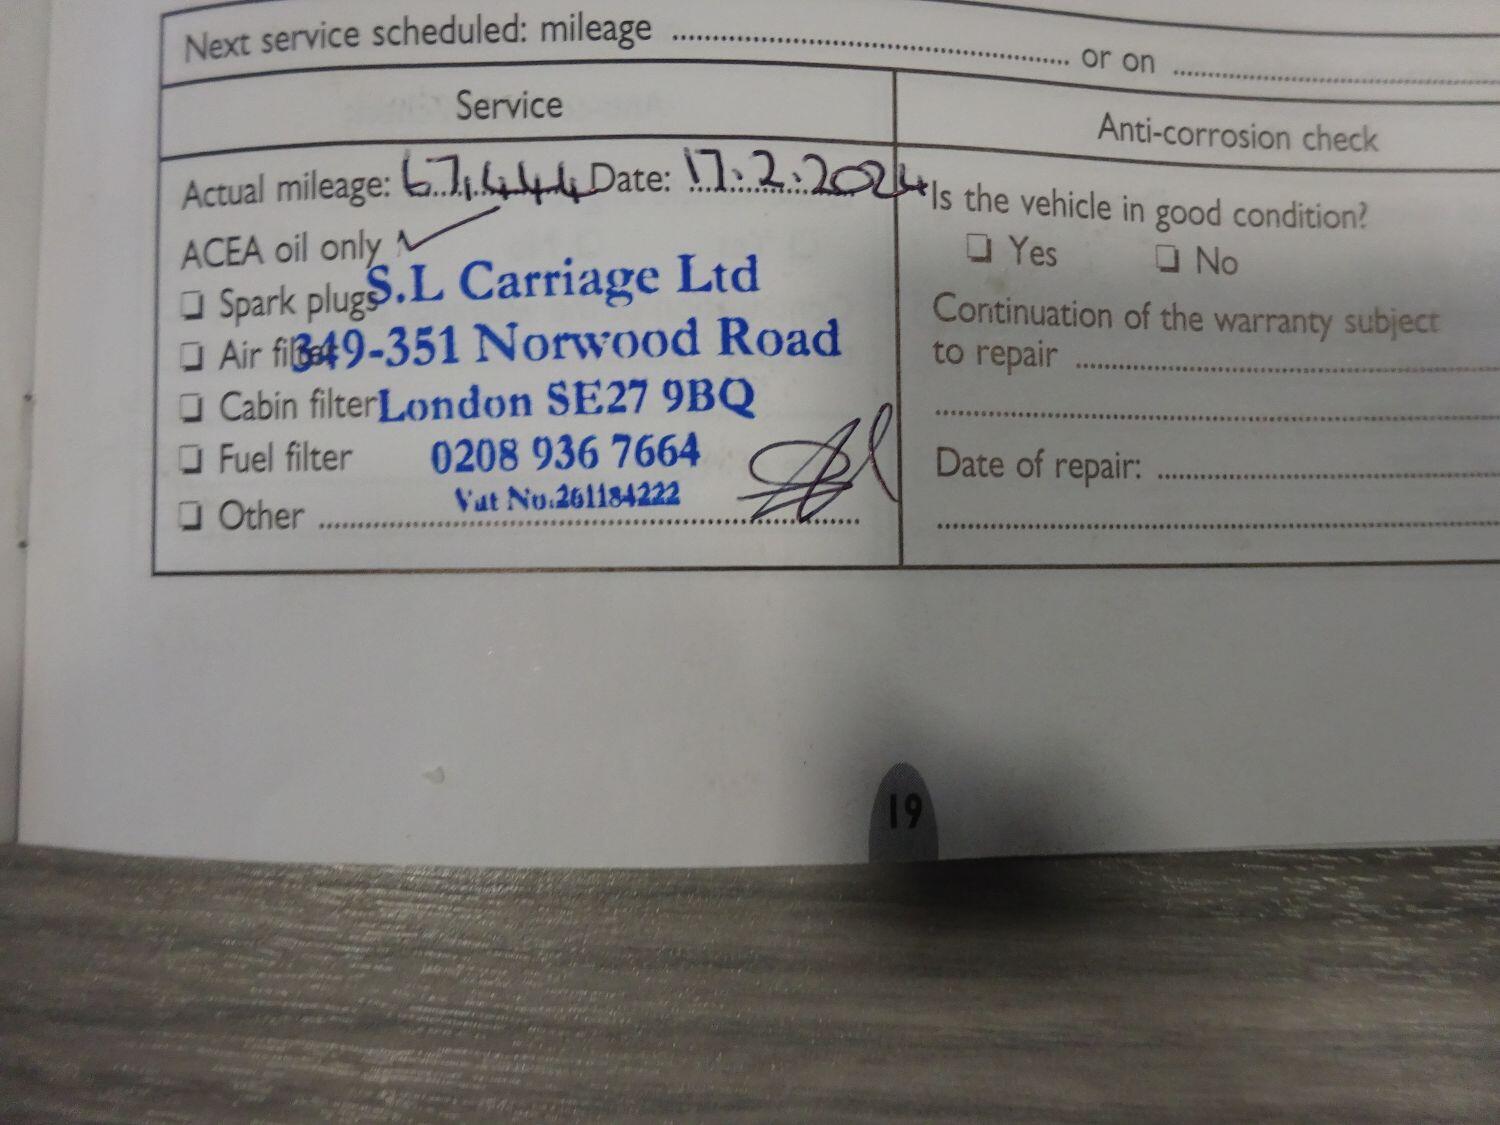 Next service scheduled: mileage .......... or on ..........
Service
Anti-corrosion check
Actual mileage: 67,444 Date: 17.2.2024
ACEA oil only ✓
❏ Spark plugs
❏ Air filter
❏ Cabin filter
❏ Fuel filter
❏ Other ..........
S.L Carriage Ltd
349-351 Norwood Road
London SE27 9BQ
0208 936 7664
Vat No.261184222
Is the vehicle in good condition?
❏ Yes ❏ No
Continuation of the warranty subject
to repair ..........
Date of repair: ..........
19